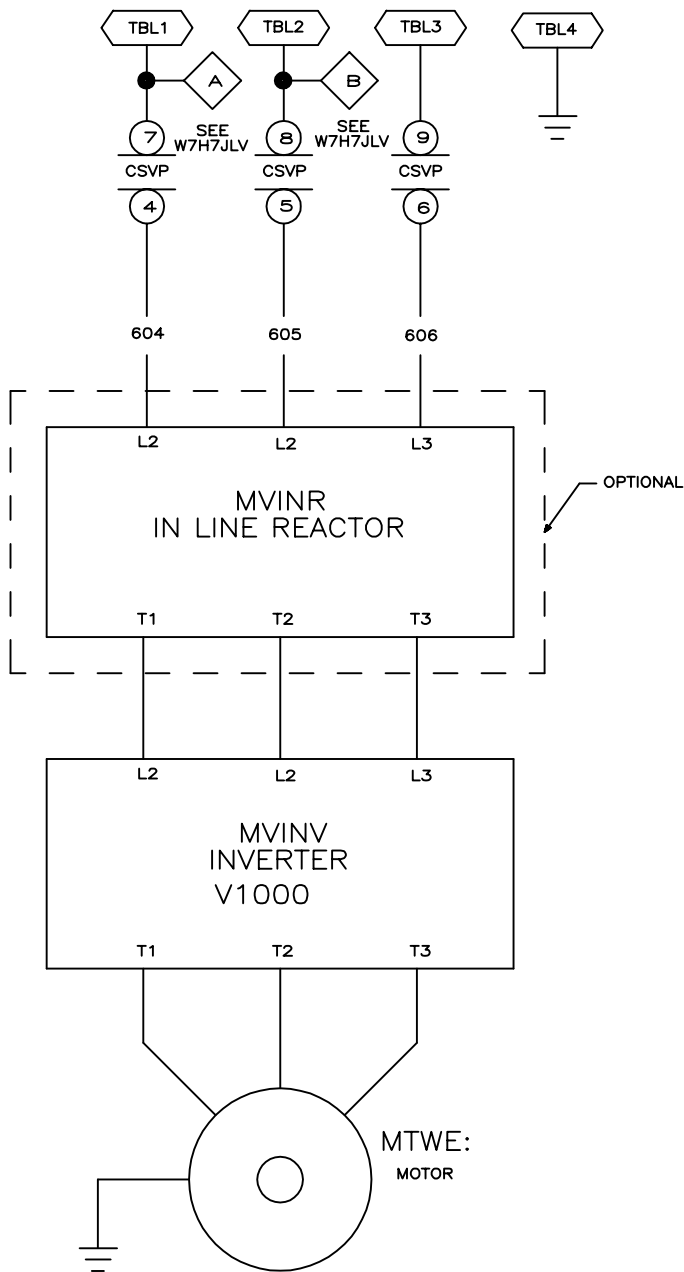 TBL1 TBL2 TBL3 TBL4
A B
7 SEE 8 SEE 9
W7H7JLV W7H7JLV
CSVP CSVP CSVP
4 5 6
604 605 606
L2 L2 L3
OPTIONAL
MVINR
IN LINE REACTOR
T1 T2 T3
L2 L2 L3
MVINV
INVERTER
V1000
T1 T2 T3
MTWE:
MOTOR